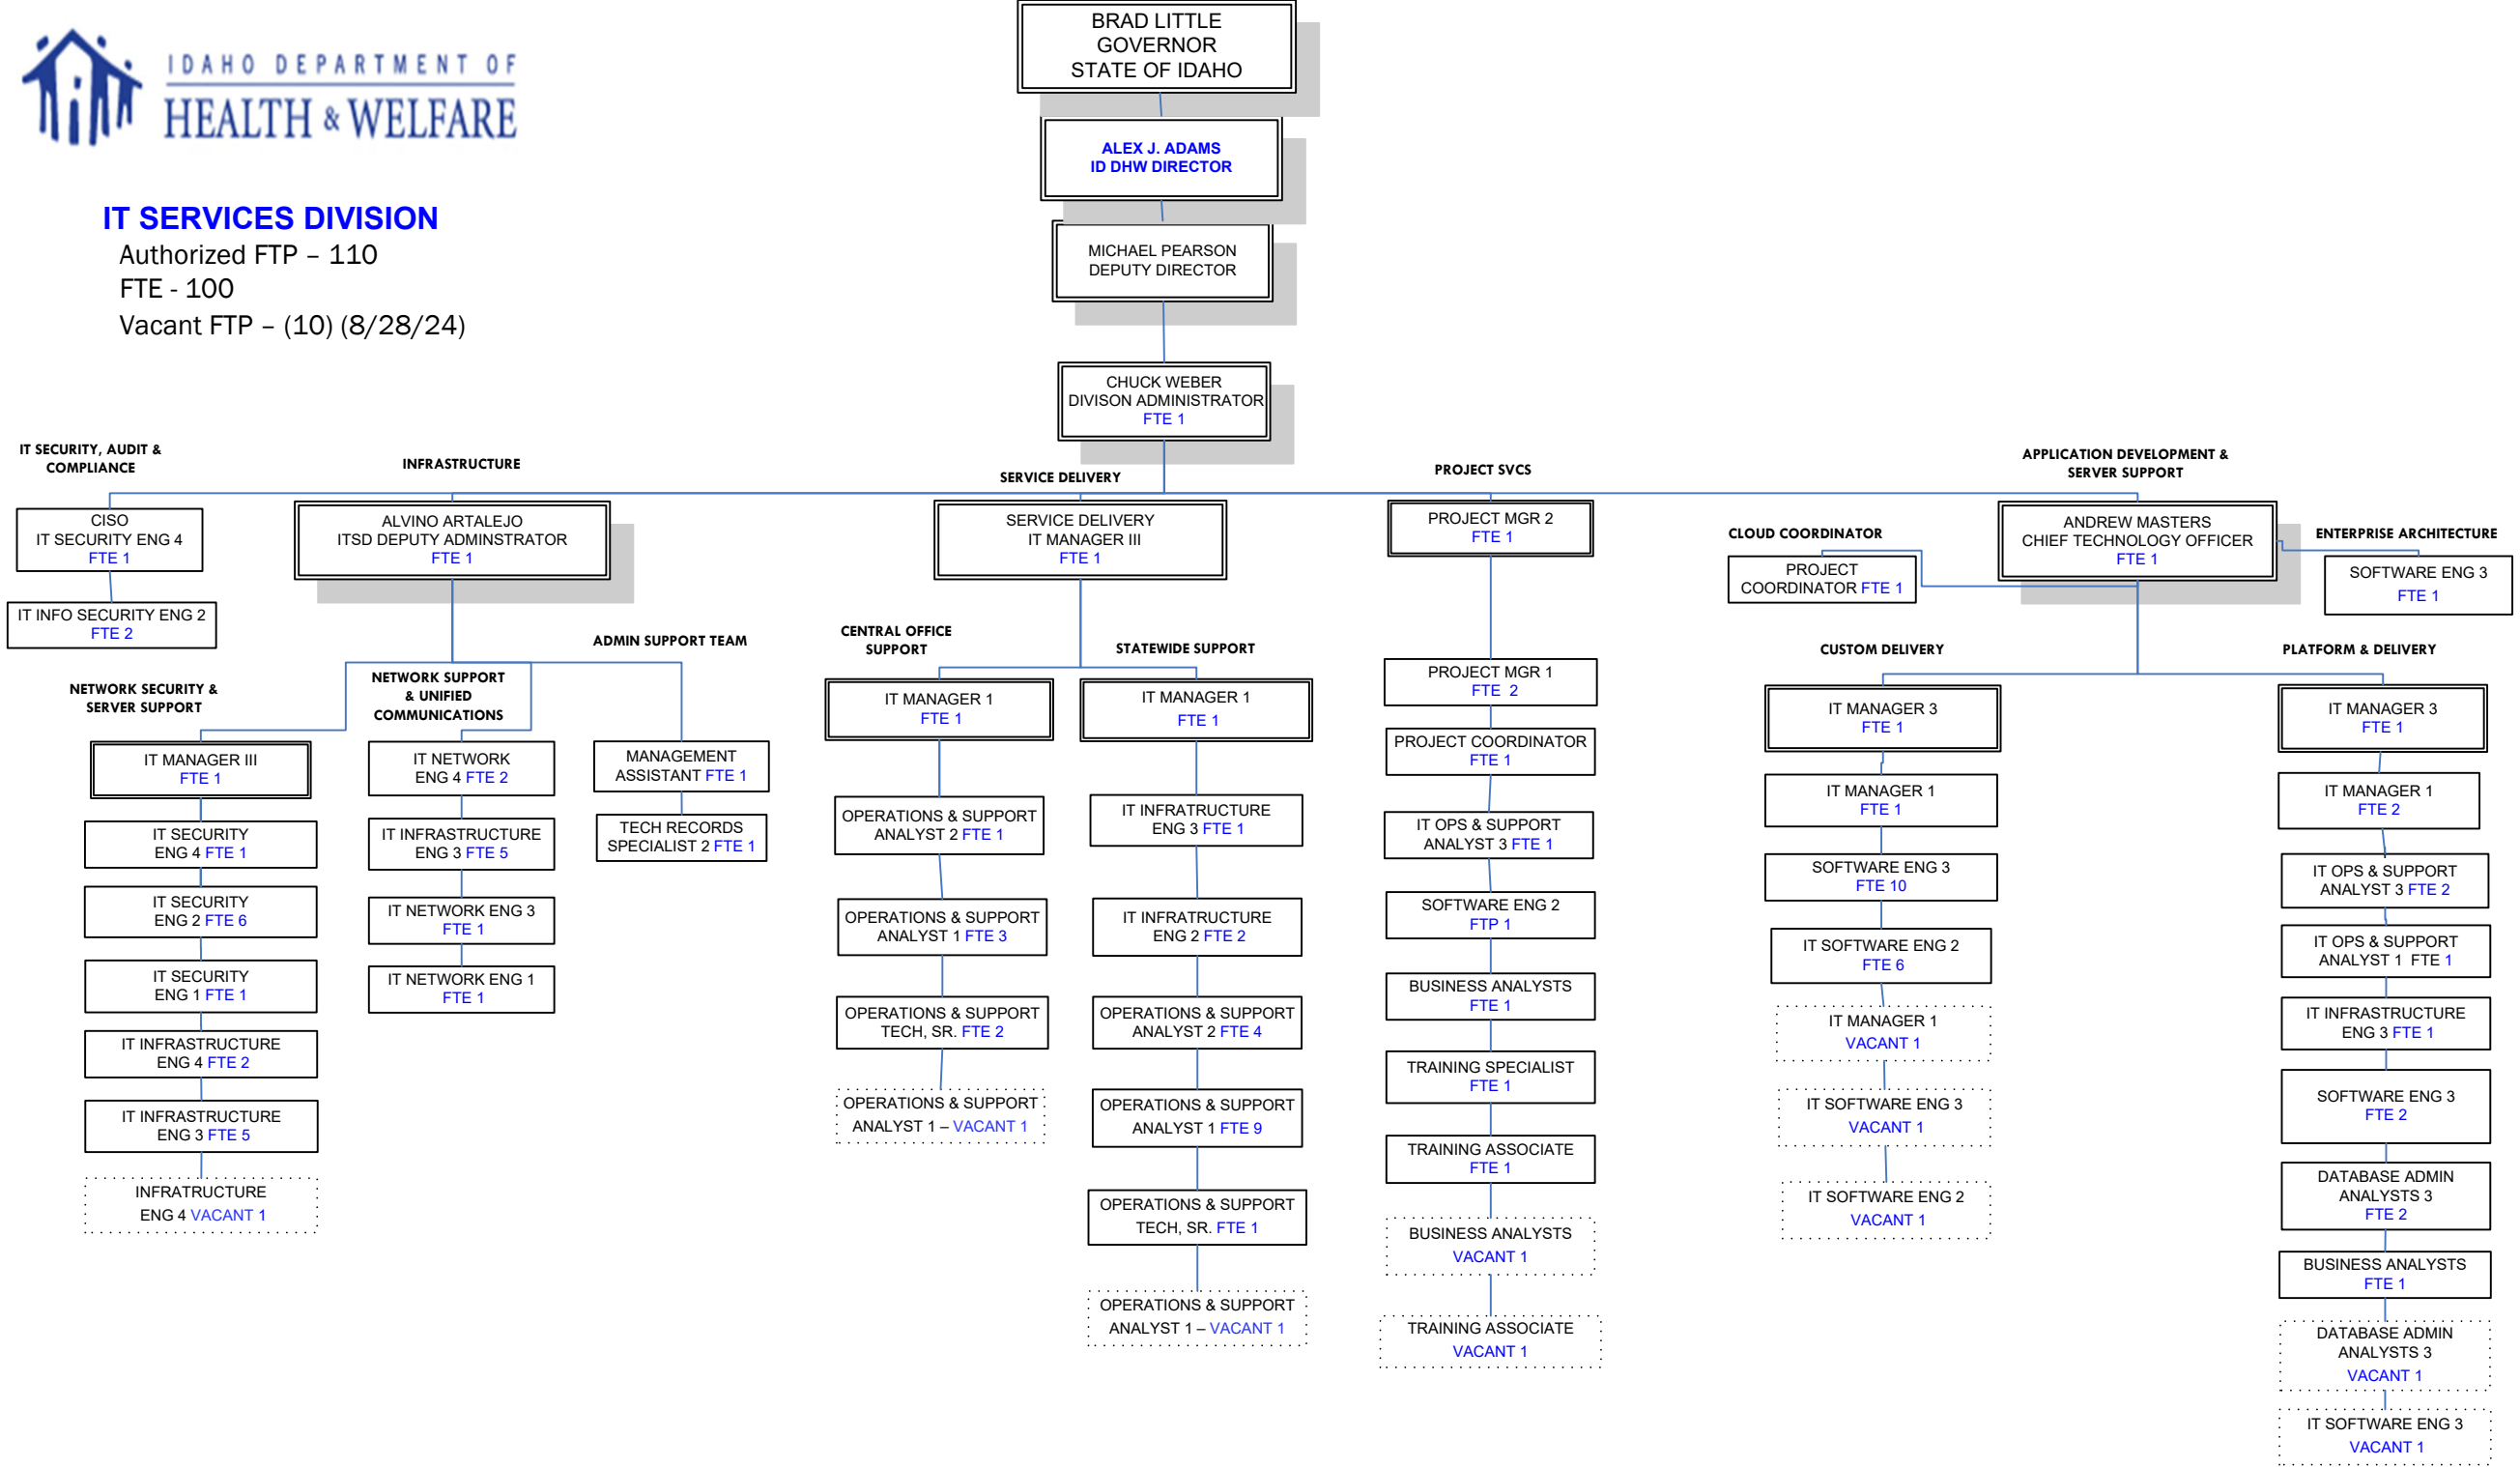 IDAHO DEPARTMENT OF
HEALTH & WELFARE
IT SERVICES DIVISION
Authorized FTP – 110
FTE - 100
Vacant FTP – (10) (8/28/24)
BRAD LITTLE
GOVERNOR
STATE OF IDAHO
ALEX J. ADAMS
ID DHW DIRECTOR
MICHAEL PEARSON
DEPUTY DIRECTOR
CHUCK WEBER
DIVISON ADMINISTRATOR
FTE 1
IT SECURITY, AUDIT &
COMPLIANCE
CISO
IT SECURITY ENG 4
FTE 1
IT INFO SECURITY ENG 2
FTE 2
INFRASTRUCTURE
ALVINO ARTALEJO
ITSD DEPUTY ADMINSTRATOR
FTE 1
NETWORK SECURITY &
SERVER SUPPORT
IT MANAGER III
FTE 1
IT SECURITY
ENG 4 FTE 1
IT SECURITY
ENG 2 FTE 6
IT SECURITY
ENG 1 FTE 1
IT INFRASTRUCTURE
ENG 4 FTE 2
IT INFRASTRUCTURE
ENG 3 FTE 5
INFRATRUCTURE
ENG 4 VACANT 1
NETWORK SUPPORT
& UNIFIED
COMMUNICATIONS
IT NETWORK
ENG 4 FTE 2
IT INFRASTRUCTURE
ENG 3 FTE 5
IT NETWORK ENG 3
FTE 1
IT NETWORK ENG 1
FTE 1
ADMIN SUPPORT TEAM
MANAGEMENT
ASSISTANT FTE 1
TECH RECORDS
SPECIALIST 2 FTE 1
SERVICE DELIVERY
SERVICE DELIVERY
IT MANAGER III
FTE 1
CENTRAL OFFICE
SUPPORT
IT MANAGER 1
FTE 1
OPERATIONS & SUPPORT
ANALYST 2 FTE 1
OPERATIONS & SUPPORT
ANALYST 1 FTE 3
OPERATIONS & SUPPORT
TECH, SR. FTE 2
OPERATIONS & SUPPORT
ANALYST 1 – VACANT 1
STATEWIDE SUPPORT
IT MANAGER 1
FTE 1
IT INFRATRUCTURE
ENG 3 FTE 1
IT INFRATRUCTURE
ENG 2 FTE 2
OPERATIONS & SUPPORT
ANALYST 2 FTE 4
OPERATIONS & SUPPORT
ANALYST 1 FTE 9
OPERATIONS & SUPPORT
TECH, SR. FTE 1
OPERATIONS & SUPPORT
ANALYST 1 – VACANT 1
PROJECT SVCS
PROJECT MGR 2
FTE 1
PROJECT MGR 1
FTE 2
PROJECT COORDINATOR
FTE 1
IT OPS & SUPPORT
ANALYST 3 FTE 1
SOFTWARE ENG 2
FTP 1
BUSINESS ANALYSTS
FTE 1
TRAINING SPECIALIST
FTE 1
TRAINING ASSOCIATE
FTE 1
BUSINESS ANALYSTS
VACANT 1
TRAINING ASSOCIATE
VACANT 1
APPLICATION DEVELOPMENT &
SERVER SUPPORT
ANDREW MASTERS
CHIEF TECHNOLOGY OFFICER
FTE 1
CLOUD COORDINATOR
PROJECT
COORDINATOR FTE 1
ENTERPRISE ARCHITECTURE
SOFTWARE ENG 3
FTE 1
CUSTOM DELIVERY
IT MANAGER 3
FTE 1
IT MANAGER 1
FTE 1
SOFTWARE ENG 3
FTE 10
IT SOFTWARE ENG 2
FTE 6
IT MANAGER 1
VACANT 1
IT SOFTWARE ENG 3
VACANT 1
IT SOFTWARE ENG 2
VACANT 1
PLATFORM & DELIVERY
IT MANAGER 3
FTE 1
IT MANAGER 1
FTE 2
IT OPS & SUPPORT
ANALYST 3 FTE 2
IT OPS & SUPPORT
ANALYST 1 FTE 1
IT INFRASTRUCTURE
ENG 3 FTE 1
SOFTWARE ENG 3
FTE 2
DATABASE ADMIN
ANALYSTS 3
FTE 2
BUSINESS ANALYSTS
FTE 1
DATABASE ADMIN
ANALYSTS 3
VACANT 1
IT SOFTWARE ENG 3
VACANT 1